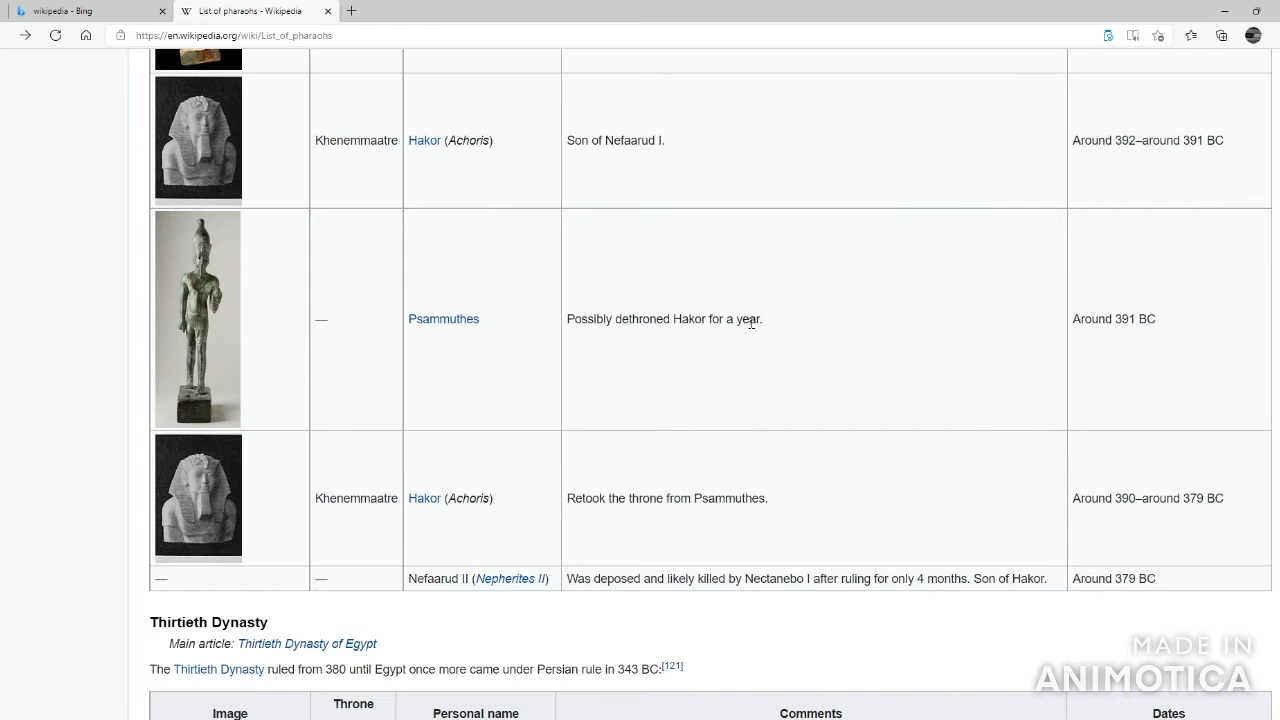 wikipedia - Bing
List of pharaohs - Wikipedia
https://en.wikipedia.org/wiki/List_of_pharaohs
Khenemmaatre Hakor (Achoris) Son of Nefaarud I. Around 392–around 391 BC
— Psammuthes Possibly dethroned Hakor for a year. Around 391 BC
Khenemmaatre Hakor (Achoris) Retook the throne from Psammuthes. Around 390–around 379 BC
— — Nefaarud II (Nepherites II) Was deposed and likely killed by Nectanebo I after ruling for only 4 months. Son of Hakor. Around 379 BC
Thirtieth Dynasty
Main article: Thirtieth Dynasty of Egypt
The Thirtieth Dynasty ruled from 380 until Egypt once more came under Persian rule in 343 BC:[121]
Image Throne Personal name Comments Dates
MADE IN
ANIMOTICA